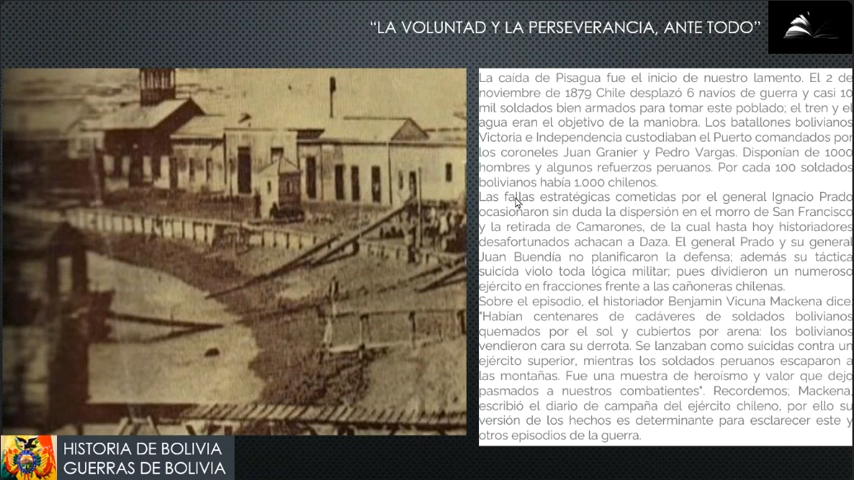 “LA VOLUNTAD Y LA PERSEVERANCIA, ANTE TODO”
La caída de Pisagua fue el inicio de nuestro lamento. El 2 de
noviembre de 1879 Chile desplazó 6 navíos de guerra y casi 10
mil soldados bien armados para tomar este poblado; el tren y el
agua eran el objetivo de la maniobra. Los batallones bolivianos
Victoria e Independencia custodiaban el Puerto comandados por
los coroneles Juan Granier y Pedro Vargas. Disponían de 1000
hombres y algunos refuerzos peruanos. Por cada 100 soldados
bolivianos había 1.000 chilenos.
Las fallas estratégicas cometidas por el general Ignacio Prado
ocasionaron sin duda la dispersión en el morro de San Francisco
y la retirada de Camarones, de la cual hasta hoy historiadores
desafortunados achacan a Daza. El general Prado y su general
Juan Buendía no planificaron la defensa; además su táctica
suicida violo toda lógica militar; pues dividieron un numeroso
ejército en fracciones frente a las cañoneras chilenas.
Sobre el episodio, el historiador Benjamin Vicuna Mackena dice:
"Habían centenares de cadáveres de soldados bolivianos
quemados por el sol y cubiertos por arena: los bolivianos
vendieron cara su derrota. Se lanzaban como suicidas contra un
ejército superior, mientras los soldados peruanos escaparon a
las montañas. Fue una muestra de heroísmo y valor que dejo
pasmados a nuestros combatientes". Recordemos; Mackena,
escribió el diario de campaña del ejército chileno, por ello su
versión de los hechos es determinante para esclarecer este y
otros episodios de la guerra.
HISTORIA DE BOLIVIA
GUERRAS DE BOLIVIA